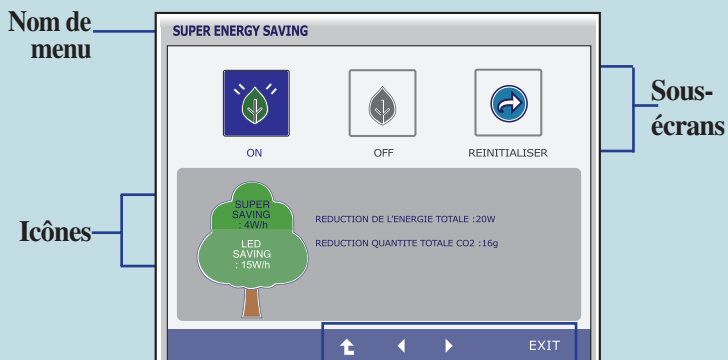 Nom de
menu
SUPER ENERGY SAVING
ON
OFF
REINITIALISER
Sous-
écrans
Icônes
SUPER
SAVING
: 4W/h
LED
SAVING
: 15W/h
REDUCTION DE L'ENERGIE TOTALE :20W
REDUCTION QUANTITE TOTALE CO2 :16g
EXIT